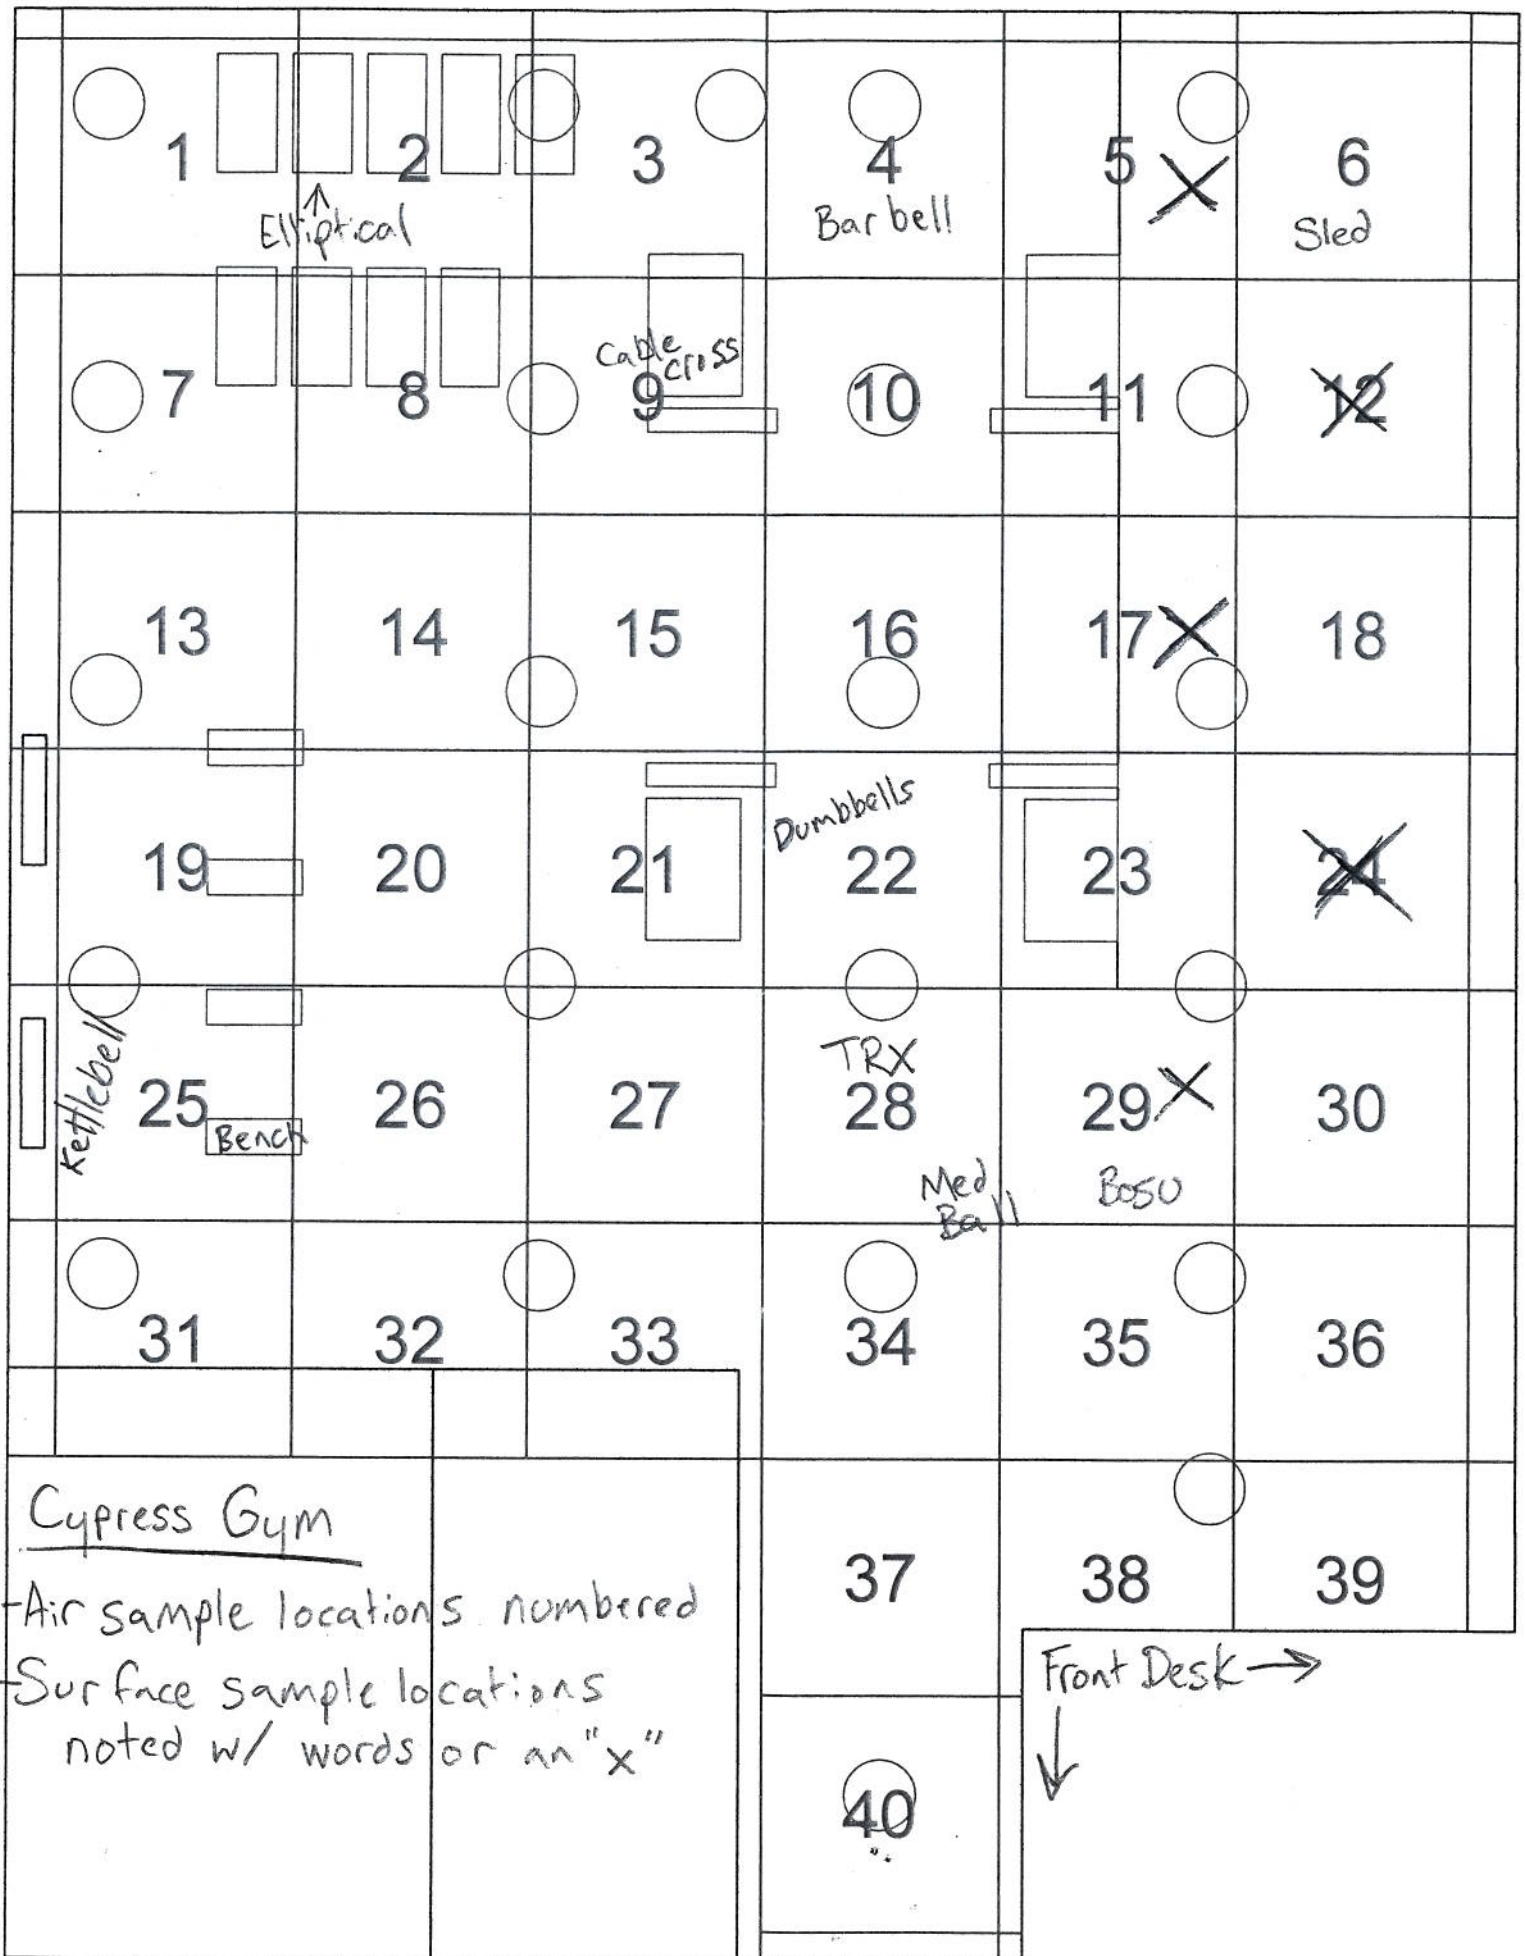 1
2
3
4
5
6
Elliptical
Barbell
Sled
Cable
cross
7
8
9
10
11
12
13
14
15
16
17
18
Dumbbells
19
20
21
22
23
24
Kettlebell
TRX
25
26
27
28
29
30
Bench
Med
Ball
BOSU
31
32
33
34
35
36
Cypress Gym
-Air sample locations numbered
-Surface sample locations
noted w/ words or an "x"
37
38
39
Front Desk →
40